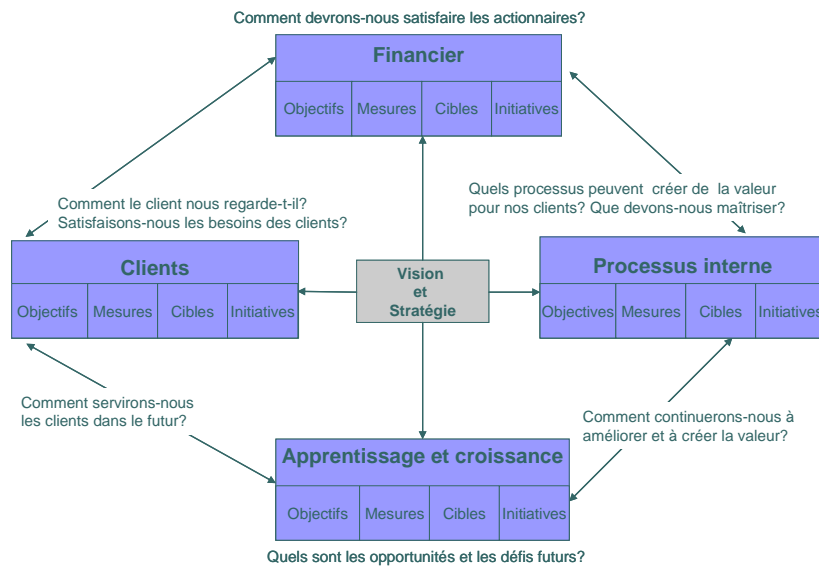 Comment devrons-nous satisfaire les actionnaires?
Financier
Objectifs Mesures Cibles Initiatives
Comment le client nous regarde-t-il?
Satisfaisons-nous les besoins des clients?
Quels processus peuvent créer de la valeur
pour nos clients? Que devons-nous maîtriser?
Clients
Objectifs Mesures Cibles Initiatives
Vision
et
Stratégie
Processus interne
Objectives Mesures Cibles Initiatives
Comment servirons-nous
les clients dans le futur?
Comment continuerons-nous à
améliorer et à créer la valeur?
Apprentissage et croissance
Objectifs Mesures Cibles Initiatives
Quels sont les opportunités et les défis futurs?